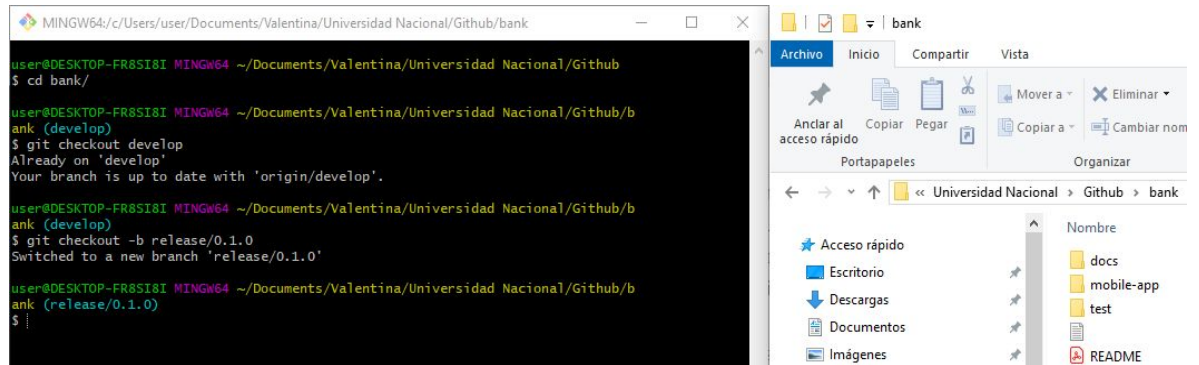 MINGW64:/c/Users/user/Documents/Valentina/Universidad Nacional/Github/bank
user@DESKTOP-FR8SI8I MINGW64 ~/Documents/Valentina/Universidad Nacional/Github
$ cd bank/
user@DESKTOP-FR8SI8I MINGW64 ~/Documents/Valentina/Universidad Nacional/Github/b
ank (develop)
$ git checkout develop
Already on 'develop'
Your branch is up to date with 'origin/develop'.
user@DESKTOP-FR8SI8I MINGW64 ~/Documents/Valentina/Universidad Nacional/Github/b
ank (develop)
$ git checkout -b release/0.1.0
Switched to a new branch 'release/0.1.0'
user@DESKTOP-FR8SI8I MINGW64 ~/Documents/Valentina/Universidad Nacional/Github/b
ank (release/0.1.0)
$
bank
Archivo Inicio Compartir Vista
Anclar al
acceso rápido
Copiar
Pegar
Mover a
Copiar a
Eliminar
Cambiar nom
Portapapeles
Organizar
« Universidad Nacional > Github > bank
Acceso rápido
Escritorio
Descargas
Documentos
Imágenes
Nombre
docs
mobile-app
test
README